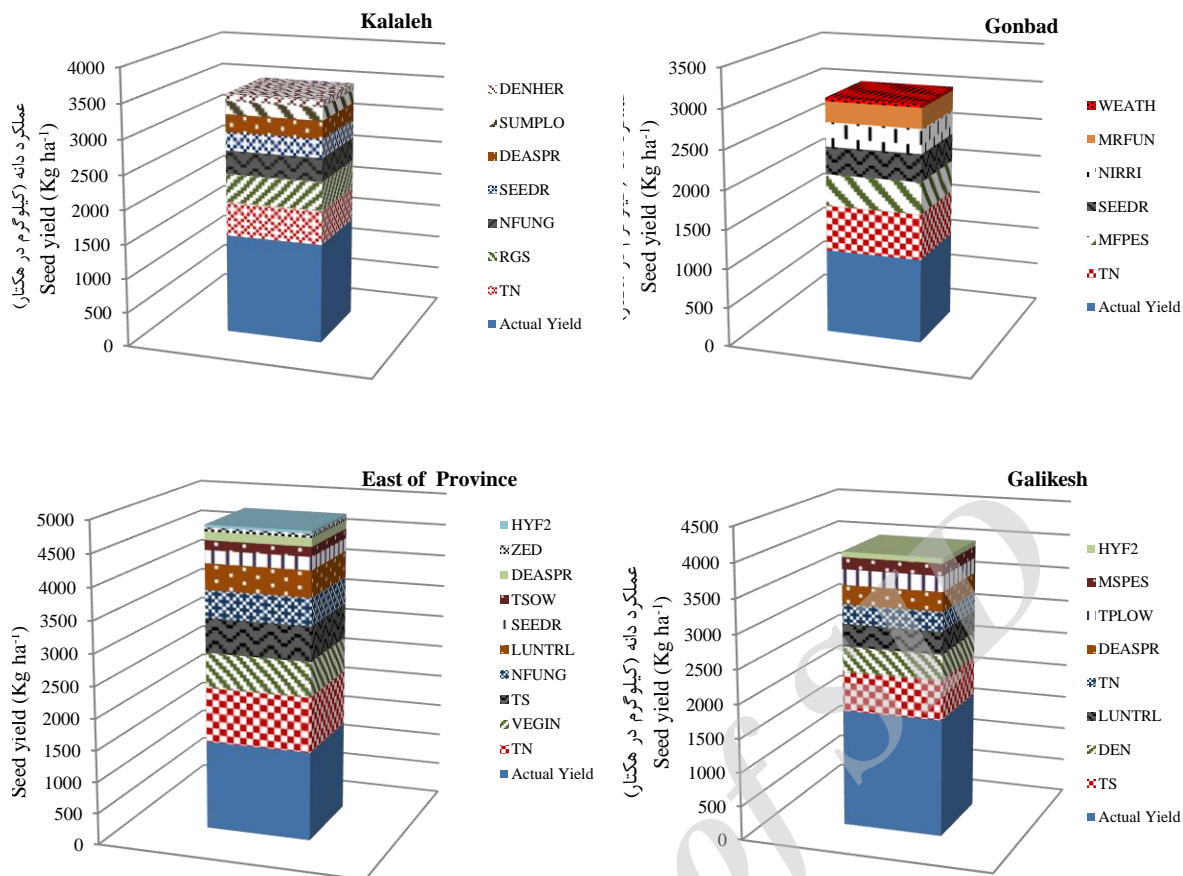 Kalaleh
عملکرد دانه (کیلوگرم در هکتار)
Seed yield (Kg ha-1)
4000
3500
3000
2500
2000
1500
1000
500
0
DENHER
SUMPLO
DEASPR
SEEDR
NFUNG
RGS
TN
Actual Yield
Gonbad
Seed yield (Kg ha-1)
3500
3000
2500
2000
1500
1000
500
0
WEATH
MRFUN
NIRRI
SEEDR
MFPES
TN
Actual Yield
East of Province
Seed yield (Kg ha-1)
5000
4500
4000
3500
3000
2500
2000
1500
1000
500
0
HYF2
ZED
DEASPR
TSOW
SEEDR
LUNTRL
NFUNG
TS
VEGIN
TN
Actual Yield
Galikesh
عملکرد دانه (کیلوگرم در هکتار)
Seed yield (Kg ha-1)
4500
4000
3500
3000
2500
2000
1500
1000
500
0
HYF2
MSPES
TPLOW
DEASPR
TN
LUNTRL
DEN
TS
Actual Yield
of SID